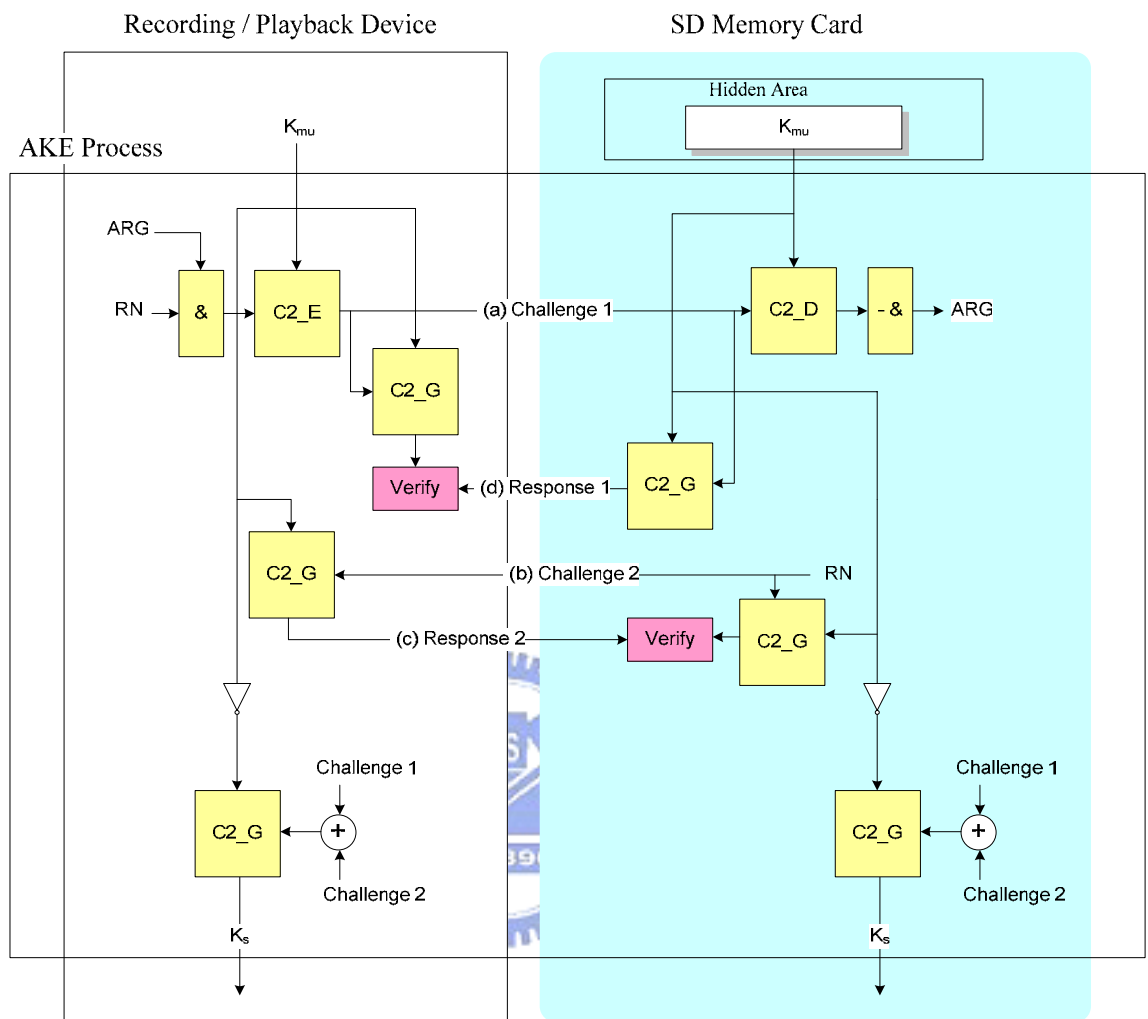 Recording / Playback Device
SD Memory Card
Hidden Area
Kmu
Kmu
AKE Process
ARG
RN
&
C2_E
(a) Challenge 1
C2_D
- &
ARG
C2_G
Verify
(d) Response 1
C2_G
C2_G
(b) Challenge 2
RN
(c) Response 2
Verify
C2_G
Challenge 1
Challenge 1
C2_G
+
C2_G
+
Challenge 2
Challenge 2
Ks
Ks